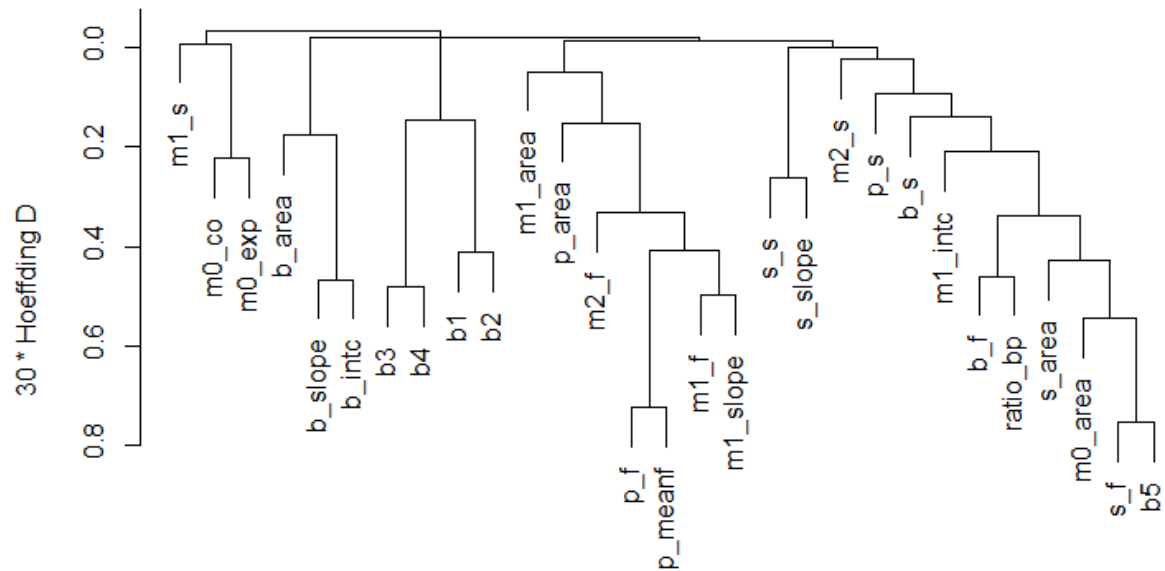 30 * Hoeffding D
0.0
0.2
0.4
0.6
0.8
m1_s
m0_co
m0_exp
b_area
b_slope
b_intc
b3
b4
b1
b2
m1_area
p_area
m2_f
p_f
p_meanf
m1_f
m1_slope
s_s
s_slope
m2_s
p_s
b_s
m1_intc
b_f
ratio_bp
s_area
m0_area
s_f
b5